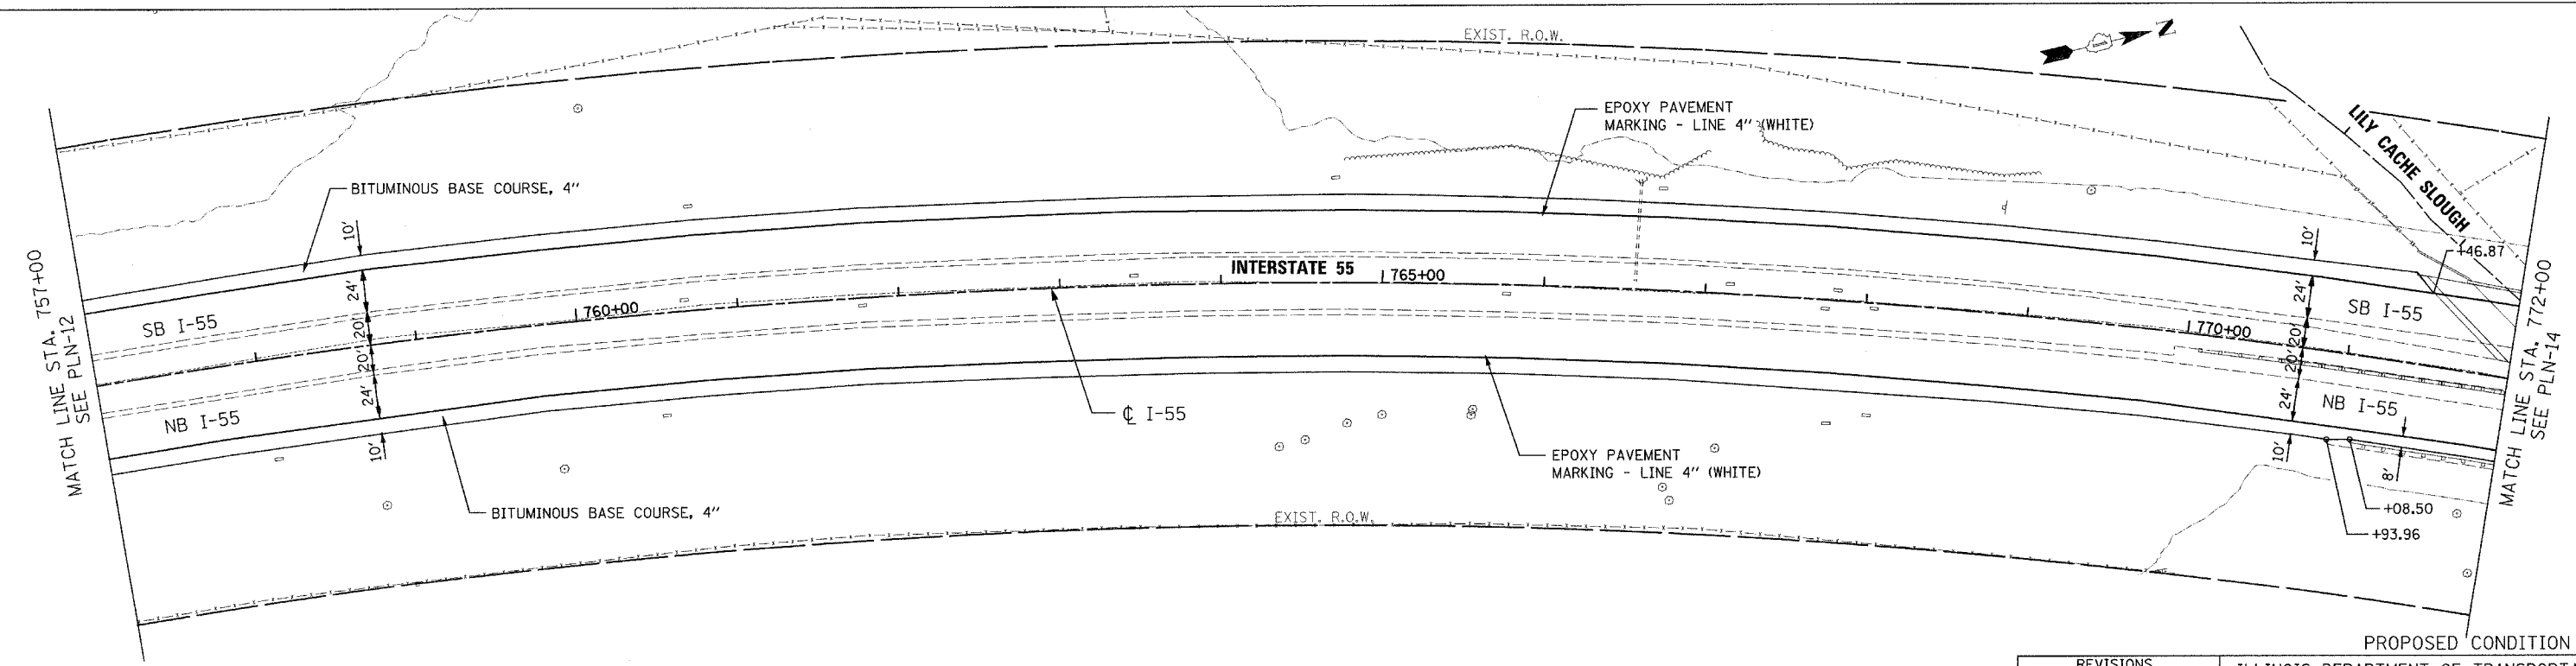 EXIST. R.O.W.
N
EPOXY PAVEMENT
MARKING - LINE 4" (WHITE)
LILY CACHE SLOUGH
BITUMINOUS BASE COURSE, 4"
10'
24'
20'
20'
24'
10'
MATCH LINE STA. 757+00
SEE PLN-12
SB I-55
NB I-55
760+00
INTERSTATE 55
765+00
770+00
10'
24'
20'
20'
24'
10'
+46.87
SB I-55
NB I-55
MATCH LINE STA. 772+00
SEE PLN-14
℄ I-55
EPOXY PAVEMENT
MARKING - LINE 4" (WHITE)
8'
+08.50
+93.96
BITUMINOUS BASE COURSE, 4"
EXIST. R.O.W.
PROPOSED CONDITION
REVISIONS